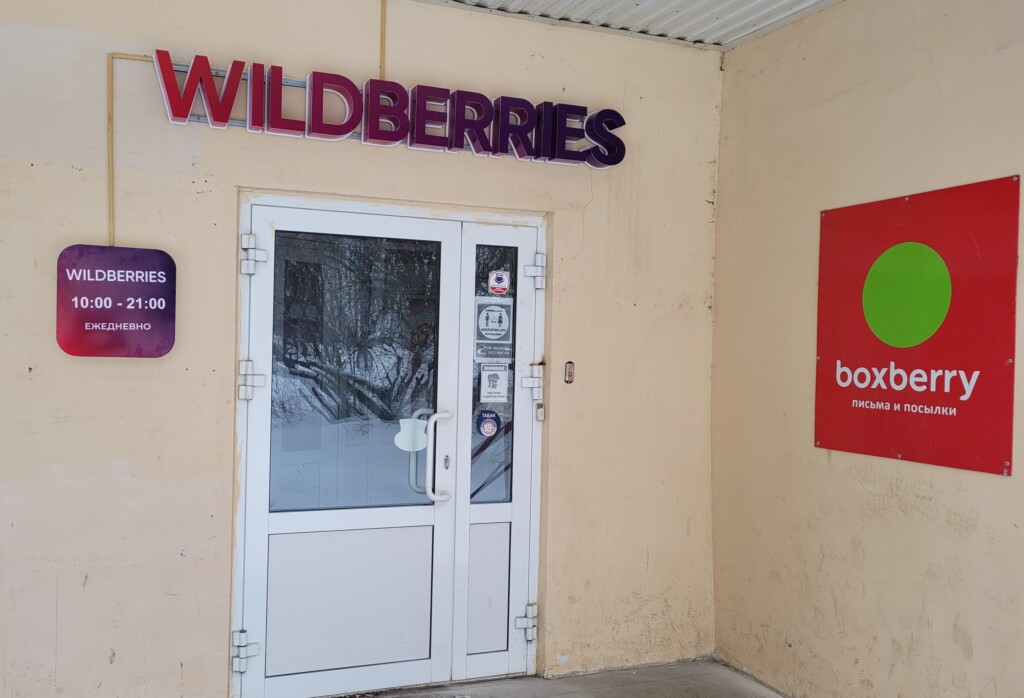 WILDBERRIES
WILDBERRIES
10:00 - 21:00
ЕЖЕДНЕВНО
boxberry
письма и посылки
ТАБАК